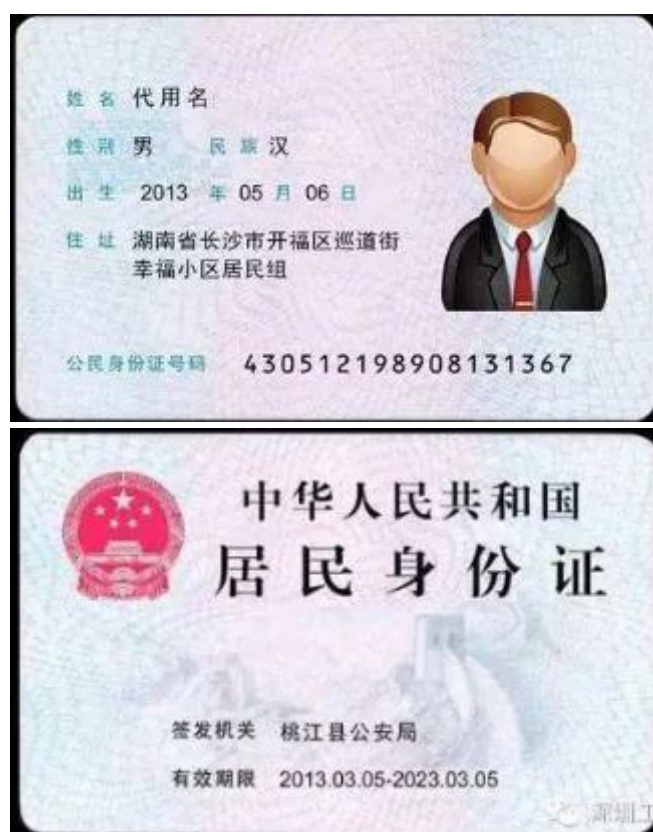 姓名 代用名
性别 男 民族 汉
出生 2013 年 05 月 06 日
住址 湖南省长沙市开福区巡道街
幸福小区居民组
公民身份证号码 430512198908131367
中华人民共和国
居民身份证
签发机关 桃江县公安局
有效期限 2013.03.05-2023.03.05
深圳工